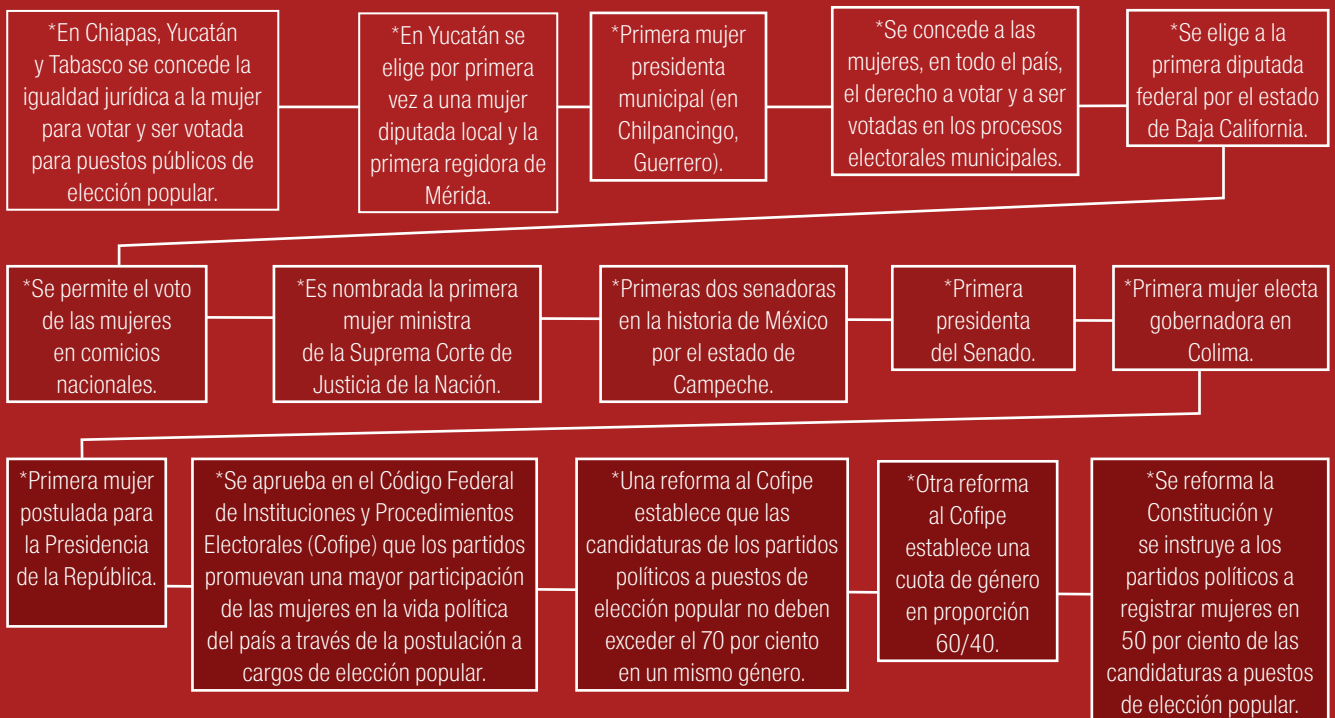 *En Chiapas, Yucatán
y Tabasco se concede la
igualdad jurídica a la mujer
para votar y ser votada
para puestos públicos de
elección popular.
*En Yucatán se
elige por primera
vez a una mujer
diputada local y la
primera regidora de
Mérida.
*Primera mujer
presidenta
municipal (en
Chilpancingo,
Guerrero).
*Se concede a las
mujeres, en todo el país,
el derecho a votar y a ser
votadas en los procesos
electorales municipales.
*Se elige a la
primera diputada
federal por el estado
de Baja California.
*Se permite el voto
de las mujeres
en comicios
nacionales.
*Es nombrada la primera
mujer ministra
de la Suprema Corte de
Justicia de la Nación.
*Primeras dos senadoras
en la historia de México
por el estado de
Campeche.
*Primera
presidenta
del Senado.
*Primera mujer electa
gobernadora en
Colima.
*Primera mujer
postulada para
la Presidencia
de la República.
*Se aprueba en el Código Federal
de Instituciones y Procedimientos
Electorales (Cofipe) que los partidos
promuevan una mayor participación
de las mujeres en la vida política
del país a través de la postulación a
cargos de elección popular.
*Una reforma al Cofipe
establece que las
candidaturas de los partidos
políticos a puestos de
elección popular no deben
exceder el 70 por ciento
en un mismo género.
*Otra reforma
al Cofipe
establece una
cuota de género
en proporción
60/40.
*Se reforma la
Constitución y
se instruye a los
partidos políticos a
registrar mujeres en
50 por ciento de las
candidaturas a puestos
de elección popular.